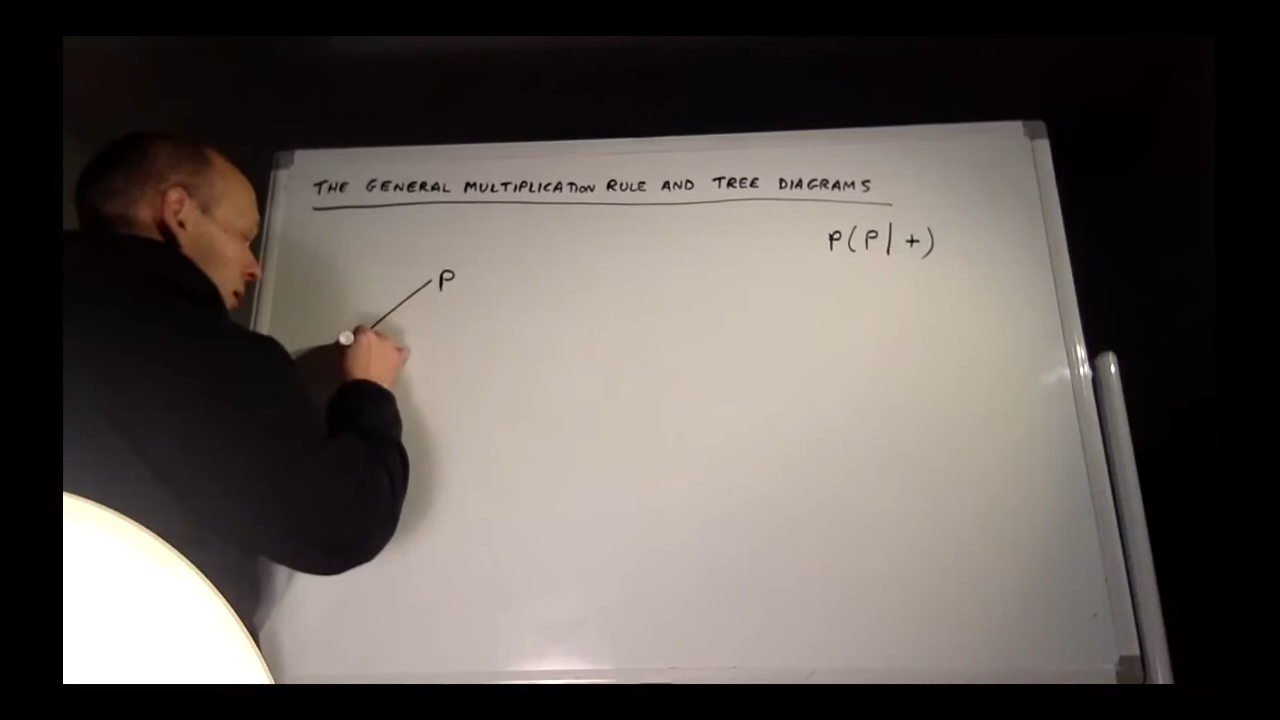 THE GENERAL MULTIPLICATION RULE AND TREE DIAGRAMS
P(P|+)
P